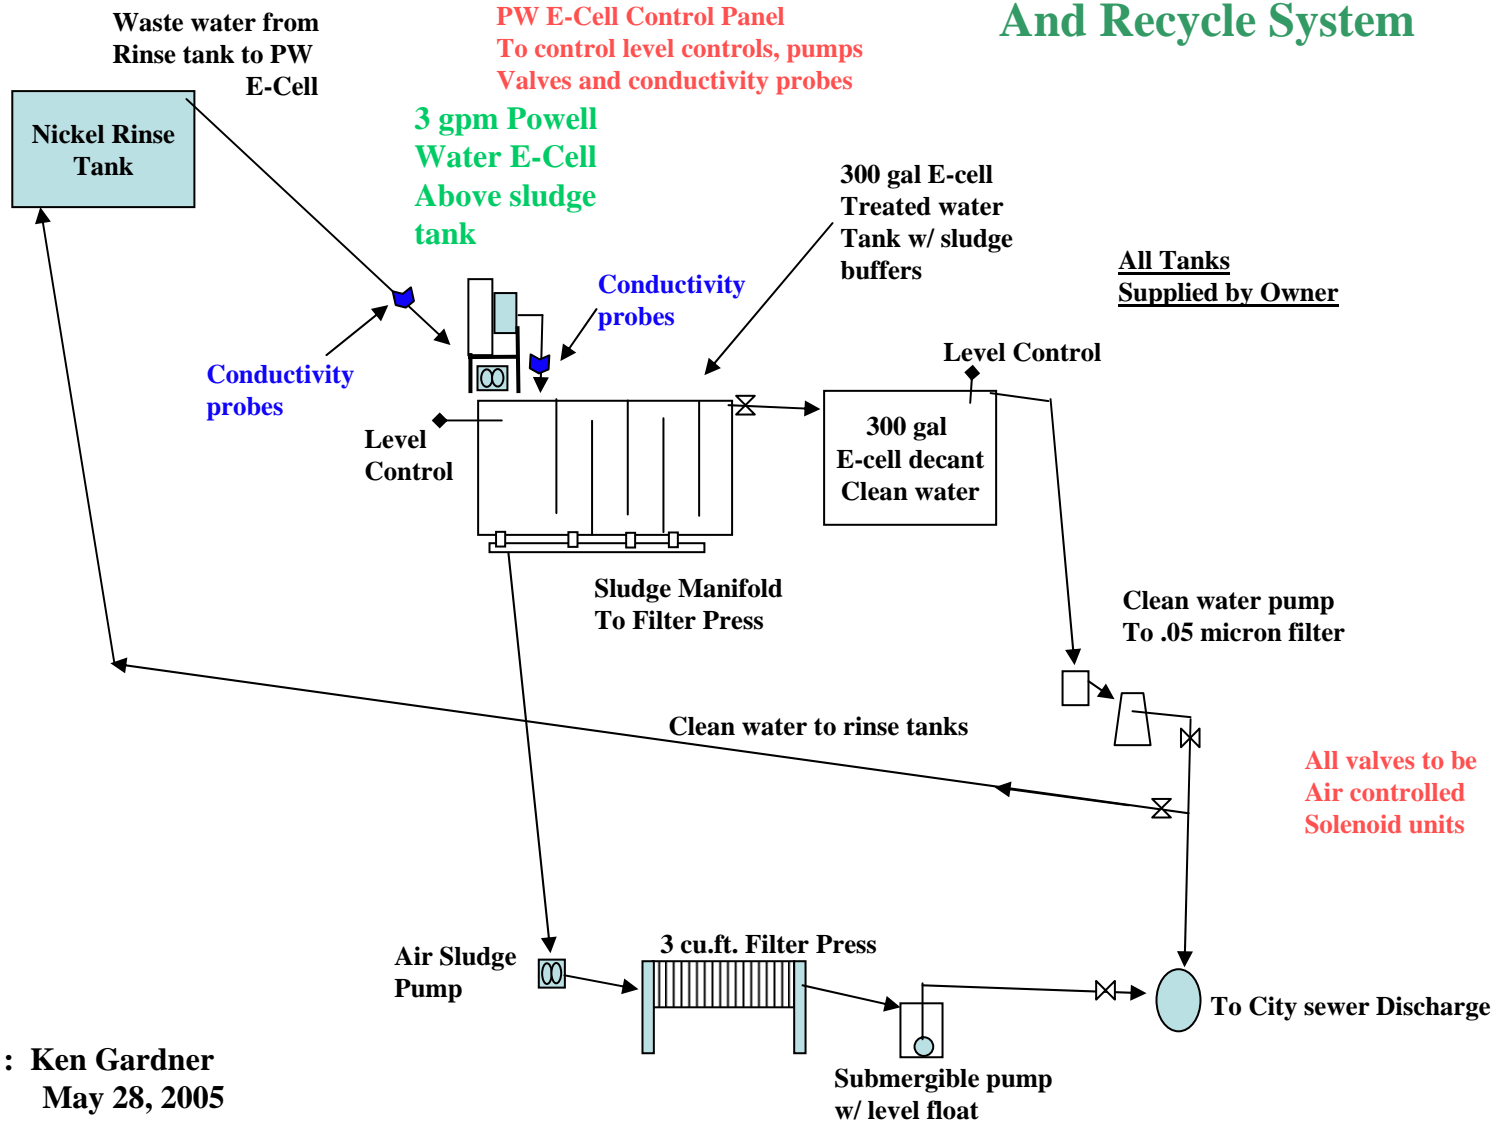 And Recycle System
Waste water from
Rinse tank to PW
E-Cell
PW E-Cell Control Panel
To control level controls, pumps
Valves and conductivity probes
Nickel Rinse
Tank
3 gpm Powell
Water E-Cell
Above sludge
tank
300 gal E-cell
Treated water
Tank w/ sludge
buffers
All Tanks
Supplied by Owner
Conductivity
probes
Conductivity
probes
Level Control
Level
Control
300 gal
E-cell decant
Clean water
Sludge Manifold
To Filter Press
Clean water pump
To .05 micron filter
Clean water to rinse tanks
All valves to be
Air controlled
Solenoid units
Air Sludge
Pump
3 cu.ft. Filter Press
To City sewer Discharge
Submergible pump
w/ level float
: Ken Gardner
May 28, 2005